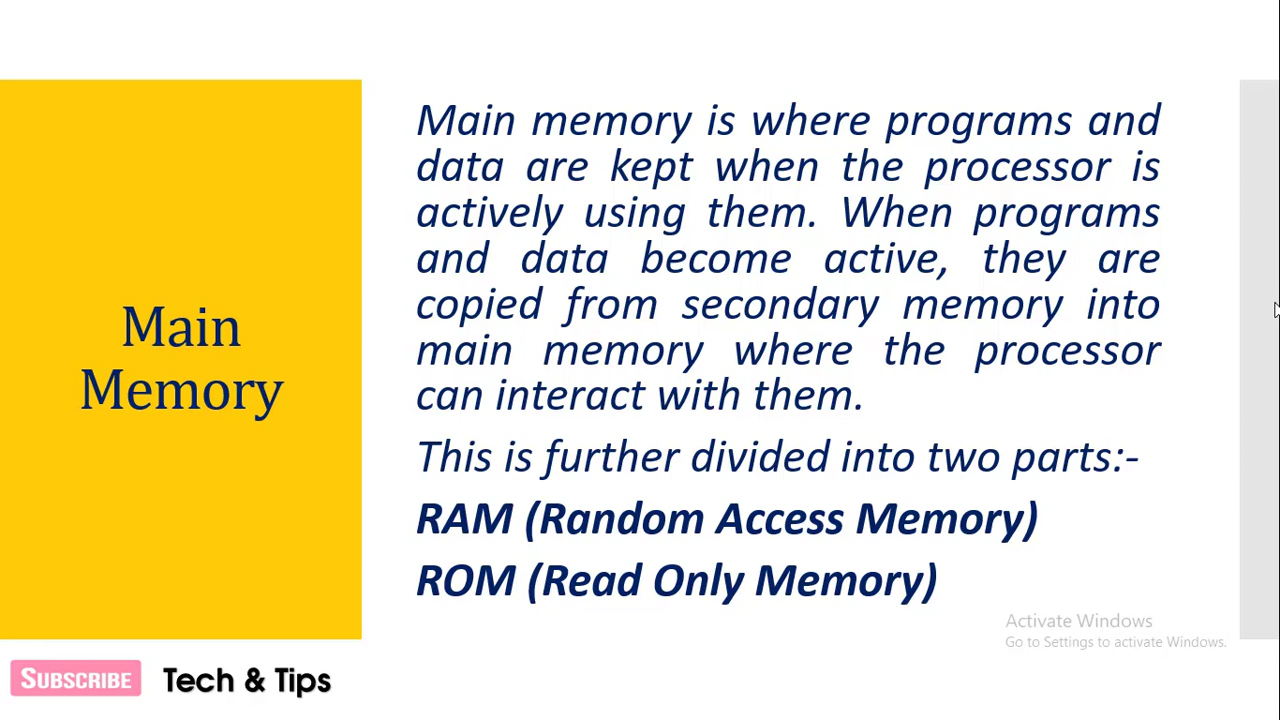 Main
Memory
Main memory is where programs and
data are kept when the processor is
actively using them. When programs
and data become active, they are
copied from secondary memory into
main memory where the processor
can interact with them.
This is further divided into two parts:-
RAM (Random Access Memory)
ROM (Read Only Memory)
Activate Windows
Go to Settings to activate Windows.
SUBSCRIBE
Tech & Tips